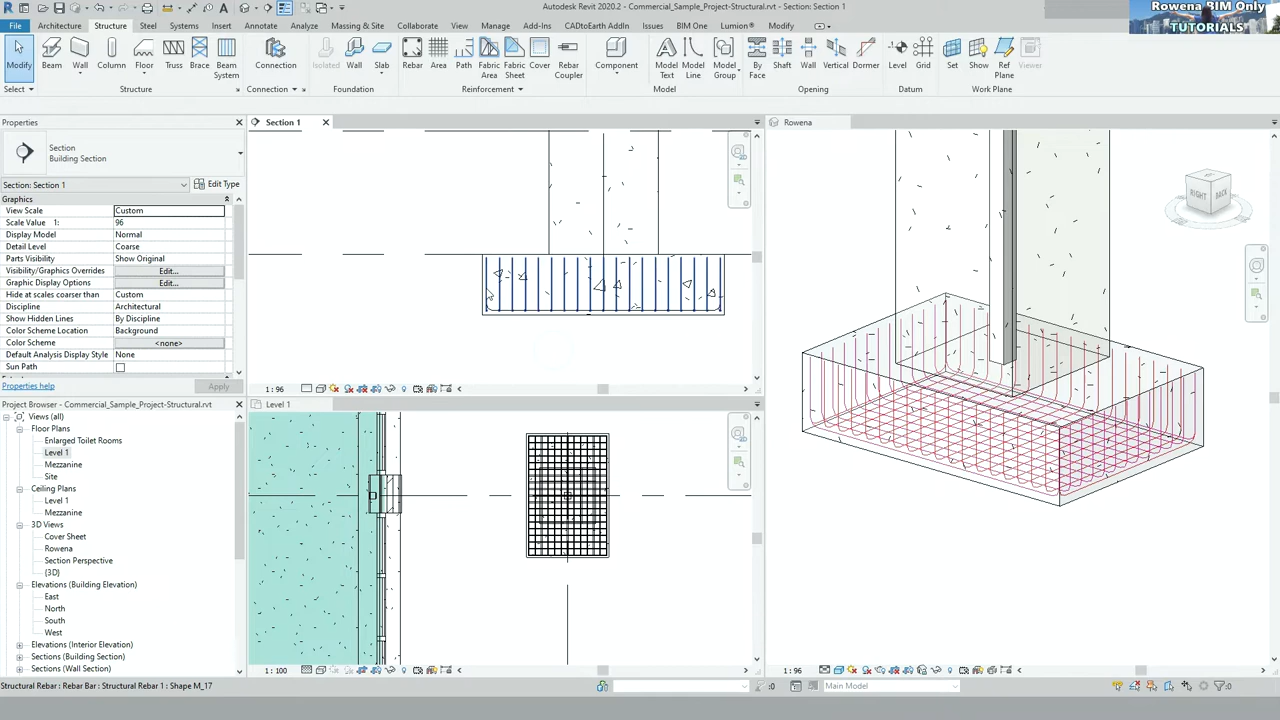 Autodesk Revit 2020.2 - Commercial_Sample_Project-Structural.rvt - Section: Section 1
Rowena BIM Only
TUTORIALS
File Architecture Structure Steel Systems Insert Annotate Analyze Massing & Site Collaborate View Manage Add-Ins CADtoEarth AddIn Issues BIM One Lumion® Modify
Modify Beam Wall Column Floor Truss Brace Beam System Connection Isolated Wall Slab Rebar Area Path Fabric Area Fabric Sheet Cover Rebar Coupler Component Model Text Model Line Model Group By Face Shaft Wall Vertical Dormer Level Grid Set Show Ref Plane Viewer
Select Structure Connection Foundation Reinforcement Model Opening Datum Work Plane
Properties
Section
Building Section
Section: Section 1 Edit Type
Graphics
View Scale Custom
Scale Value 1: 96
Display Model Normal
Detail Level Coarse
Parts Visibility Show Original
Visibility/Graphics Overrides Edit...
Graphic Display Options Edit...
Hide at scales coarser than Custom
Discipline Architectural
Show Hidden Lines By Discipline
Color Scheme Location Background
Color Scheme <none>
Default Analysis Display Style None
Sun Path
Properties help Apply
Project Browser - Commercial_Sample_Project-Structural.rvt
Views (all)
Floor Plans
Enlarged Toilet Rooms
Level 1
Mezzanine
Site
Ceiling Plans
Level 1
Mezzanine
3D Views
Cover Sheet
Rowena
Section Perspective
{3D}
Elevations (Building Elevation)
East
North
South
West
Elevations (Interior Elevation)
Sections (Building Section)
Sections (Wall Section)
Section 1
1 : 96
Level 1
1 : 100
Rowena
RIGHT BACK
1 : 96
Structural Rebar : Rebar Bar : Structural Rebar 1 : Shape M_17
:0 Main Model :0